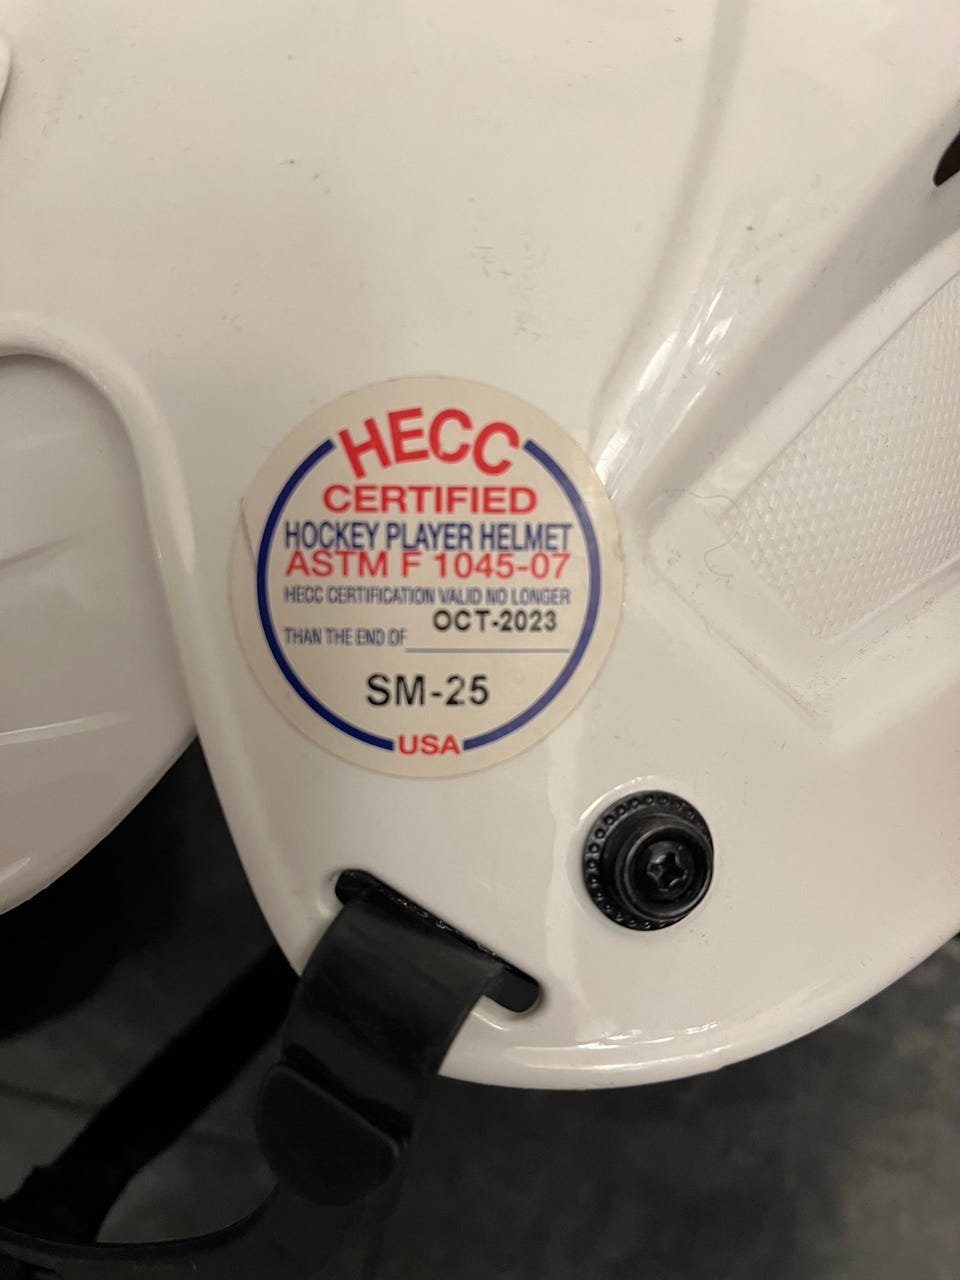 HECC
CERTIFIED
HOCKEY PLAYER HELMET
ASTM F 1045-07
HECC CERTIFICATION VALID NO LONGER
THAN THE END OF OCT-2023
SM-25
USA